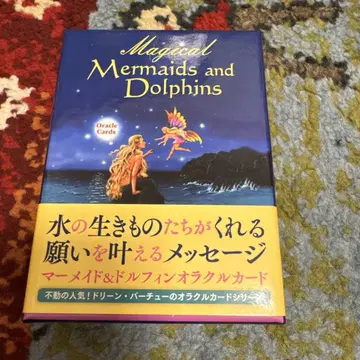 Magical
Mermaids and
Dolphins
Oracle
Cards
水の生きものたちがくれる
願いを叶えるメッセージ
マーメイド&ドルフィンオラクルカード
不動の人気!ドリーン・バーチューのオラクルカードシリーズ